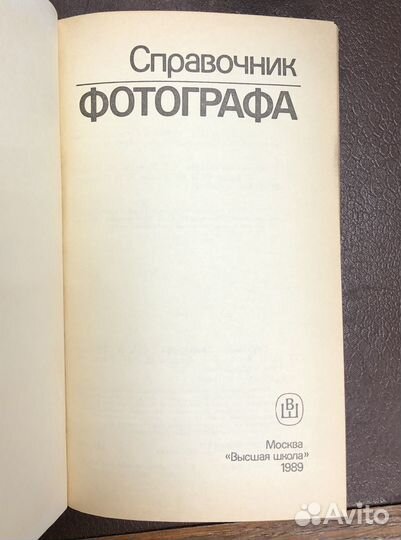 Справочник
ФОТОГРАФА
ВШ
Москва
«Высшая школа»
1989
Avito